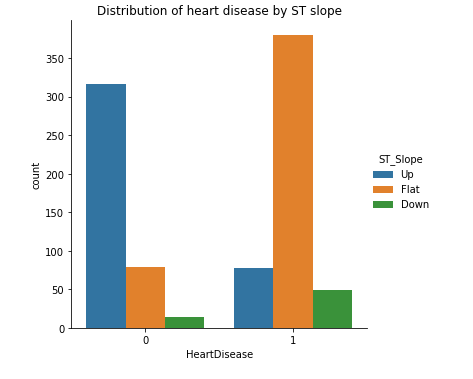 Distribution of heart disease by ST slope
350
300
250
200
150
100
50
0
count
0
1
HeartDisease
ST_Slope
Up
Flat
Down